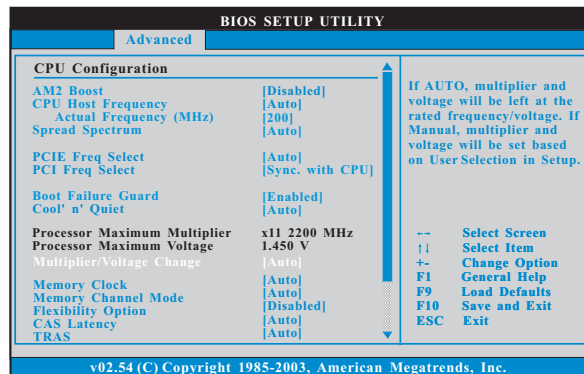 BIOS SETUP UTILITY
Advanced
CPU Configuration
AM2 Boost [Disabled]
CPU Host Frequency [Auto]
Actual Frequency (MHz) [200]
Spread Spectrum [Auto]
PCIE Freq Select [Auto]
PCI Freq Select [Sync. with CPU]
Boot Failure Guard [Enabled]
Cool' n' Quiet [Auto]
Processor Maximum Multiplier x11 2200 MHz
Processor Maximum Voltage 1.450 V
Multiplier/Voltage Change [Auto]
Memory Clock [Auto]
Memory Channel Mode [Auto]
Flexibility Option [Disabled]
CAS Latency [Auto]
TRAS [Auto]
If AUTO, multiplier and
voltage will be left at the
rated frequency/voltage. If
Manual, multiplier and
voltage will be set based
on User Selection in Setup.
←→ Select Screen
↑↓ Select Item
+- Change Option
F1 General Help
F9 Load Defaults
F10 Save and Exit
ESC Exit
v02.54 (C) Copyright 1985-2003, American Megatrends, Inc.